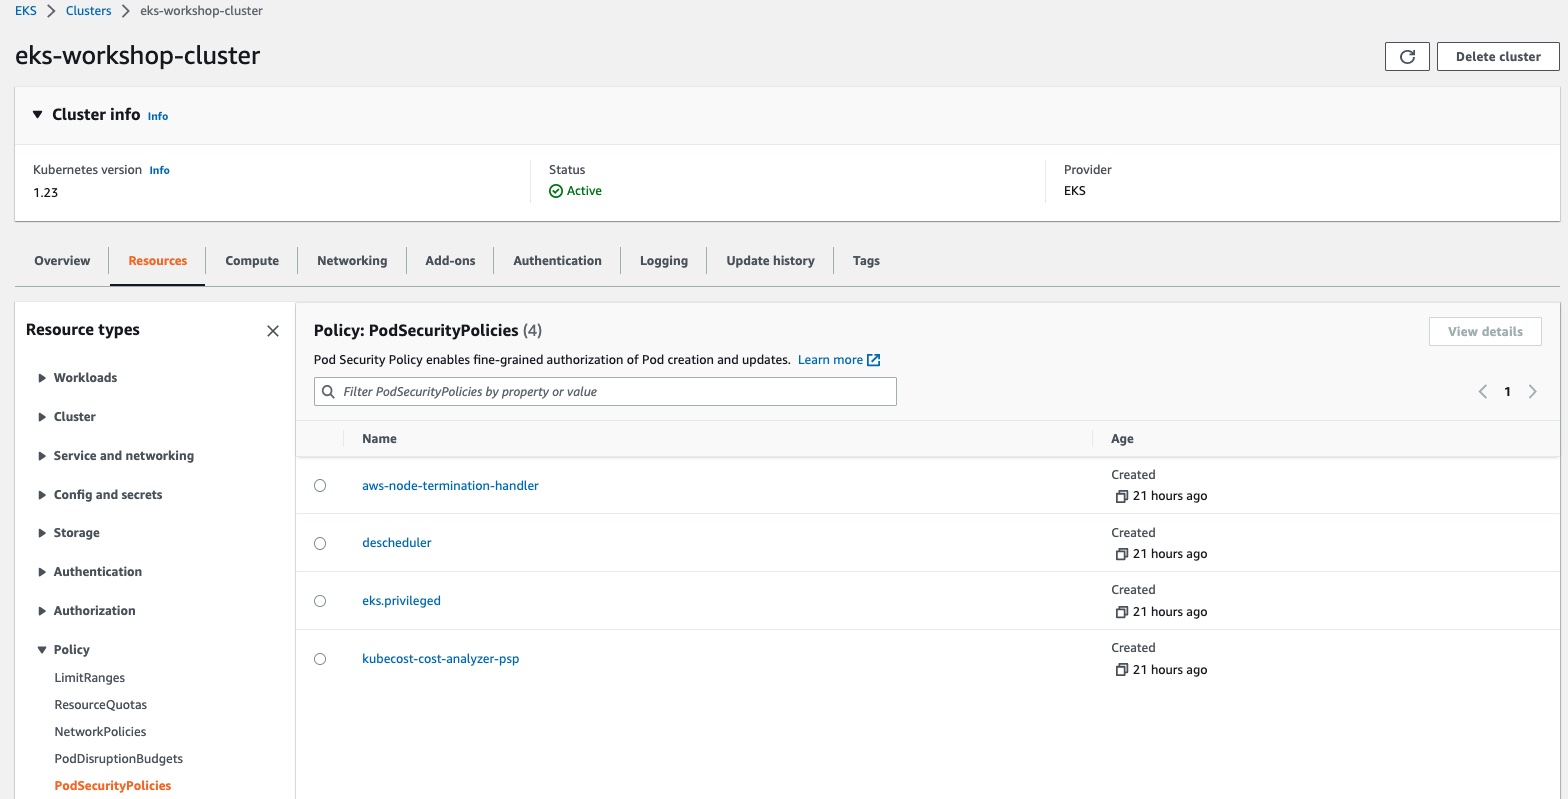 EKS > Clusters > eks-workshop-cluster
eks-workshop-cluster
Delete cluster
Cluster info Info
Kubernetes version Info
1.23
Status
Active
Provider
EKS
Overview Resources Compute Networking Add-ons Authentication Logging Update history Tags
Resource types
Workloads
Cluster
Service and networking
Config and secrets
Storage
Authentication
Authorization
Policy
LimitRanges
ResourceQuotas
NetworkPolicies
PodDisruptionBudgets
PodSecurityPolicies
Policy: PodSecurityPolicies (4)
View details
Pod Security Policy enables fine-grained authorization of Pod creation and updates. Learn more
Filter PodSecurityPolicies by property or value
1
Name Age
aws-node-termination-handler
Created
21 hours ago
descheduler
Created
21 hours ago
eks.privileged
Created
21 hours ago
kubecost-cost-analyzer-psp
Created
21 hours ago